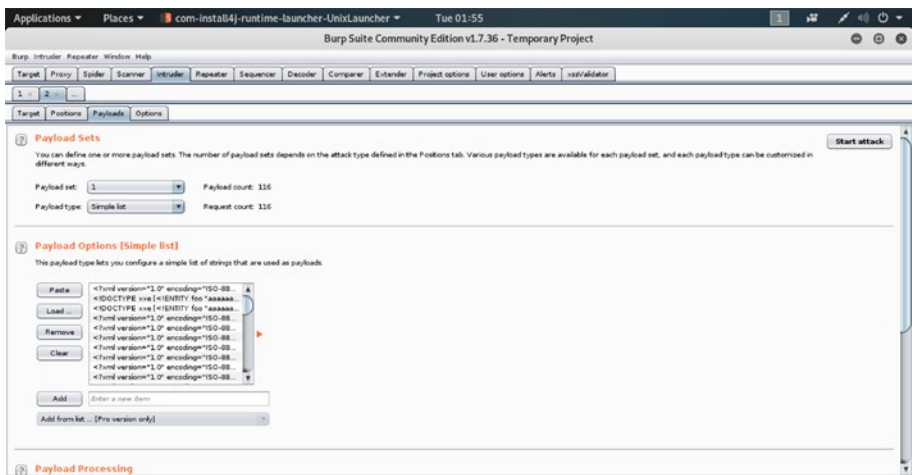 Applications Places com-install4j-runtime-launcher-UnixLauncher Tue 01:55 1
Burp Suite Community Edition v1.7.36 - Temporary Project
Burp Intruder Repeater Window Help
Target Proxy Spider Scanner Intruder Repeater Sequencer Decoder Comparer Extender Project options User options Alerts xssValidator
1 × 2 × ...
Target Positions Payloads Options
? Payload Sets
Start attack
You can define one or more payload sets. The number of payload sets depends on the attack type defined in the Positions tab. Various payload types are available for each payload set, and each payload type can be customized in
different ways.
Payload set: 1 Payload count: 116
Payload type: Simple list Request count: 116
? Payload Options [Simple list]
This payload type lets you configure a simple list of strings that are used as payloads.
Paste
Load ...
Remove
Clear
<?xml version="1.0" encoding="ISO-88...
<!DOCTYPE xxe [<!ENTITY foo "aaaaaa...
<!DOCTYPE xxe [<!ENTITY foo "aaaaaa...
<?xml version="1.0" encoding="ISO-88...
<?xml version="1.0" encoding="ISO-88...
<?xml version="1.0" encoding="ISO-88...
<?xml version="1.0" encoding="ISO-88...
<?xml version="1.0" encoding="ISO-88...
<?xml version="1.0" encoding="ISO-88...
<?xml version="1.0" encoding="ISO-88...
Add Enter a new item
Add from list ... [Pro version only]
? Payload Processing